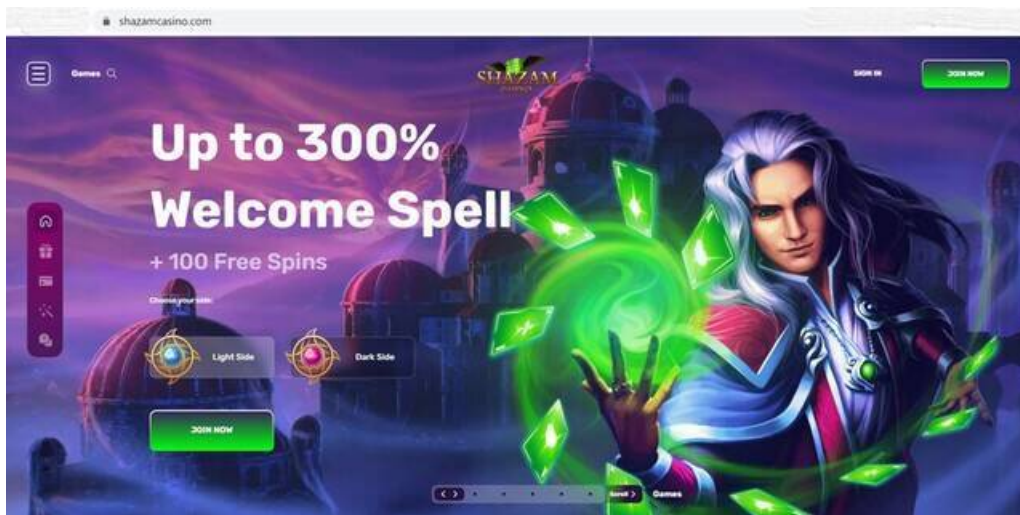 shazamcasino.com
Games
SHAZAM
SIGN IN
JOIN NOW
Up to 300%
Welcome Spell
+ 100 Free Spins
Choose your side:
Light Side
Dark Side
JOIN NOW
Scroll
Games